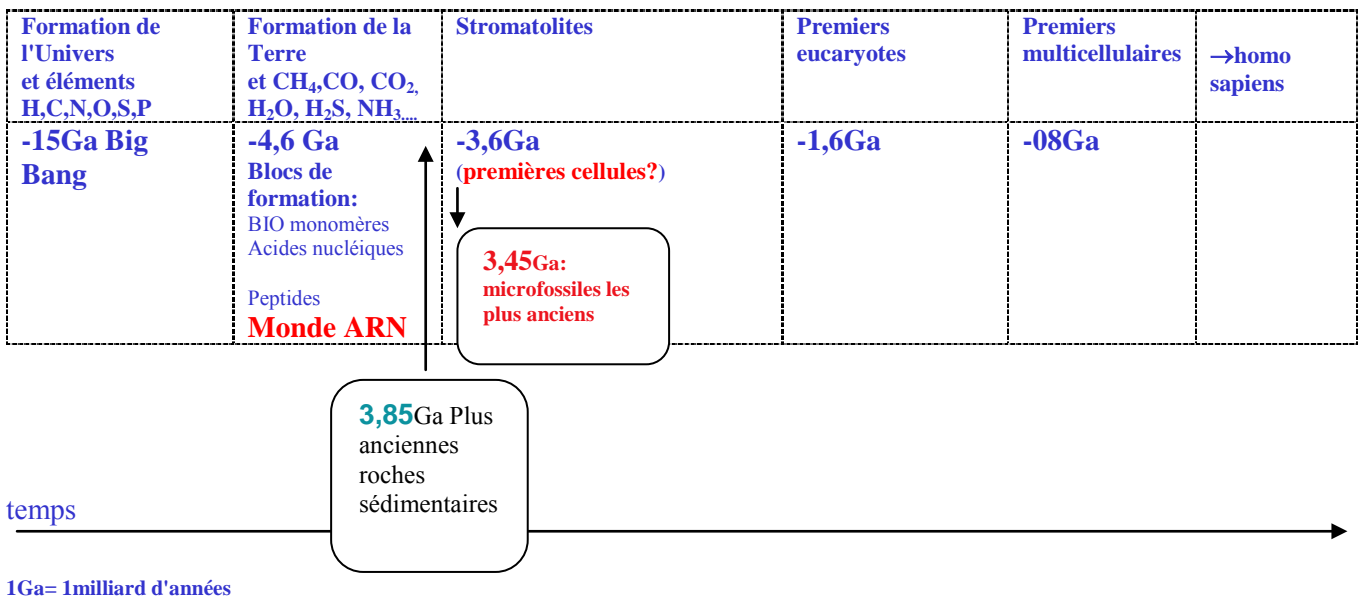 Formation de
l'Univers
et éléments
H,C,N,O,S,P
Formation de la
Terre
et CH₄,CO, CO₂,
H₂O, H₂S, NH₃....
Stromatolites
Premiers
eucaryotes
Premiers
multicellulaires
→homo
sapiens
-15Ga Big
Bang
-4,6 Ga
Blocs de
formation:
BIO monomères
Acides nucléiques
Peptides
Monde ARN
-3,6Ga
(premières cellules?)
3,45Ga:
microfossiles les
plus anciens
-1,6Ga
-08Ga
3,85Ga Plus
anciennes
roches
sédimentaires
temps
1Ga= 1milliard d'années